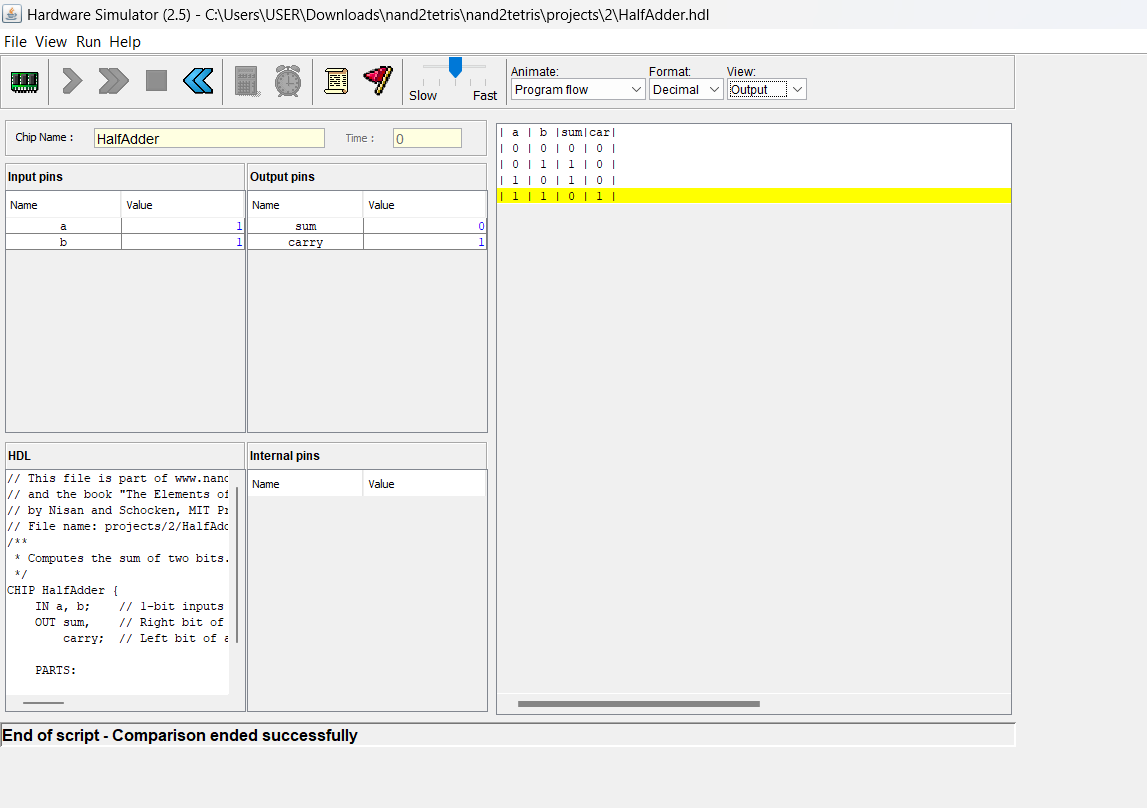 Hardware Simulator (2.5) - C:\Users\USER\Downloads\nand2tetris\nand2tetris\projects\2\HalfAdder.hdl
File View Run Help
Slow Fast
Animate: Format: View:
Program flow Decimal Output
Chip Name : HalfAdder Time : 0
Input pins
Name Value
a 1
b 1
Output pins
Name Value
sum 0
carry 1
HDL
// This file is part of www.nand
// and the book "The Elements of
// by Nisan and Schocken, MIT Pr
// File name: projects/2/HalfAdd
/**
* Computes the sum of two bits.
*/
CHIP HalfAdder {
IN a, b; // 1-bit inputs
OUT sum, // Right bit of
carry; // Left bit of a
PARTS:
Internal pins
Name Value
| a | b |sum|car|
| 0 | 0 | 0 | 0 |
| 0 | 1 | 1 | 0 |
| 1 | 0 | 1 | 0 |
| 1 | 1 | 0 | 1 |
End of script - Comparison ended successfully